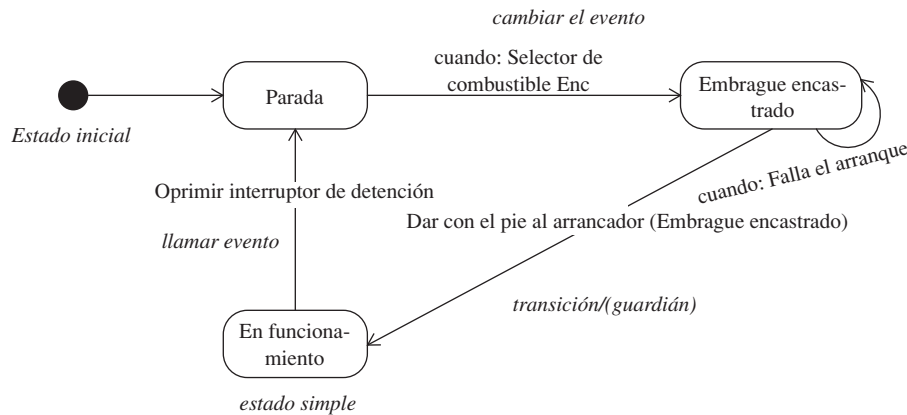 cambiar el evento
cuando: Selector de
combustible Enc
Parada
Embrague encas-
trado
Estado inicial
cuando: Falla el arranque
Oprimir interruptor de detención
Dar con el pie al arrancador (Embrague encastrado)
llamar evento
transición/(guardián)
En funciona-
miento
estado simple